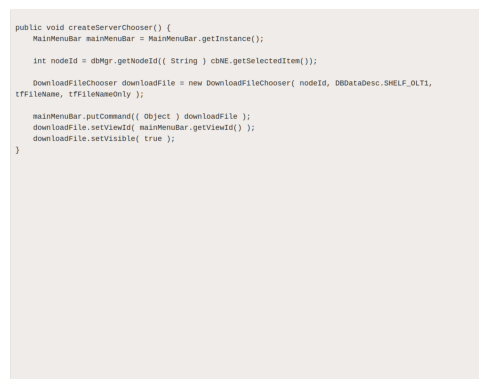 public void createServerChooser() {
    MainMenuBar mainMenuBar = MainMenuBar.getInstance();
    int nodeId = dbMgr.getNodeId(( String ) cbNE.getSelectedItem());
    DownloadFileChooser downloadFile = new DownloadFileChooser( nodeId, DBDataDesc.SHELF_OLT1,
tfFileName, tfFileNameOnly );
    mainMenuBar.putCommand(( Object ) downloadFile );
    downloadFile.setViewId( mainMenuBar.getViewId() );
    downloadFile.setVisible( true );
}